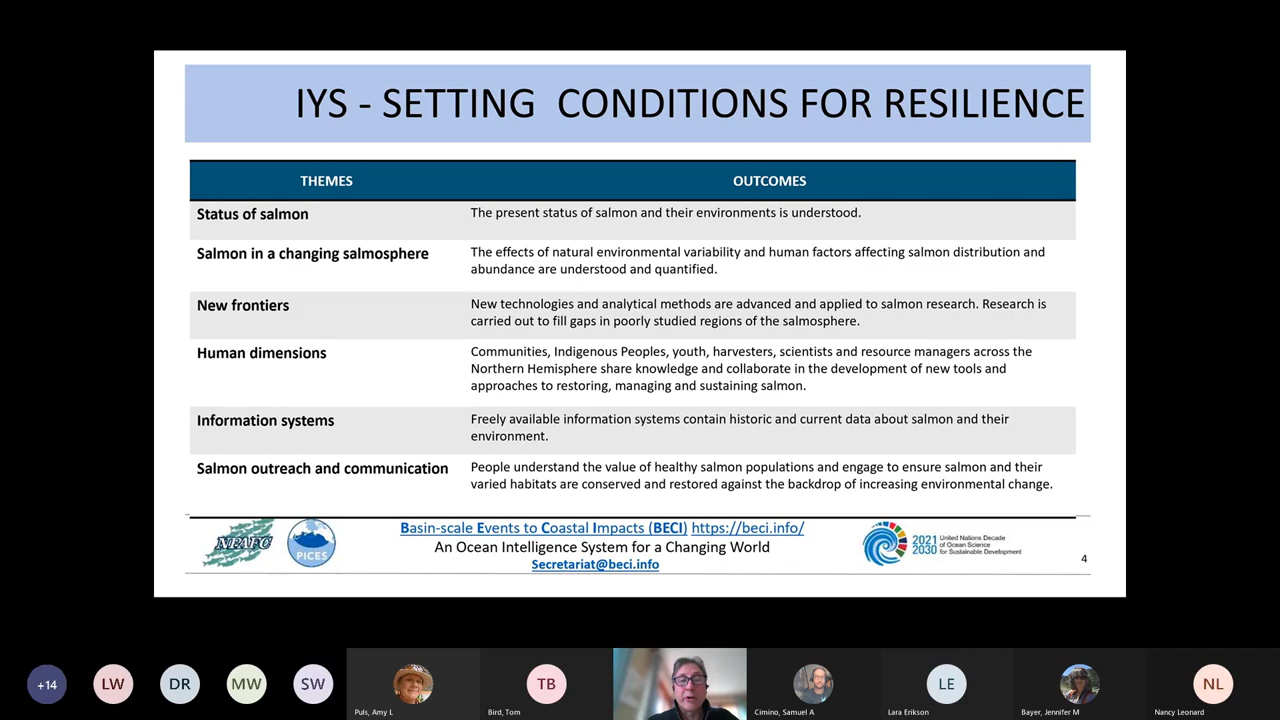 IYS - SETTING CONDITIONS FOR RESILIENCE
THEMES
OUTCOMES
Status of salmon
The present status of salmon and their environments is understood.
Salmon in a changing salmosphere
The effects of natural environmental variability and human factors affecting salmon distribution and
abundance are understood and quantified.
New frontiers
New technologies and analytical methods are advanced and applied to salmon research. Research is
carried out to fill gaps in poorly studied regions of the salmosphere.
Human dimensions
Communities, Indigenous Peoples, youth, harvesters, scientists and resource managers across the
Northern Hemisphere share knowledge and collaborate in the development of new tools and
approaches to restoring, managing and sustaining salmon.
Information systems
Freely available information systems contain historic and current data about salmon and their
environment.
Salmon outreach and communication
People understand the value of healthy salmon populations and engage to ensure salmon and their
varied habitats are conserved and restored against the backdrop of increasing environmental change.
NPAFC
PICES
Basin-scale Events to Coastal Impacts (BECI) https://beci.info/
An Ocean Intelligence System for a Changing World
Secretariat@beci.info
2021
2030
United Nations Decade
of Ocean Science
for Sustainable Development
4
+14
LW
DR
MW
SW
Puls, Amy L
TB
Bird, Tom
Cimino, Samuel A
LE
Lara Erikson
Bayer, Jennifer M
NL
Nancy Leonard